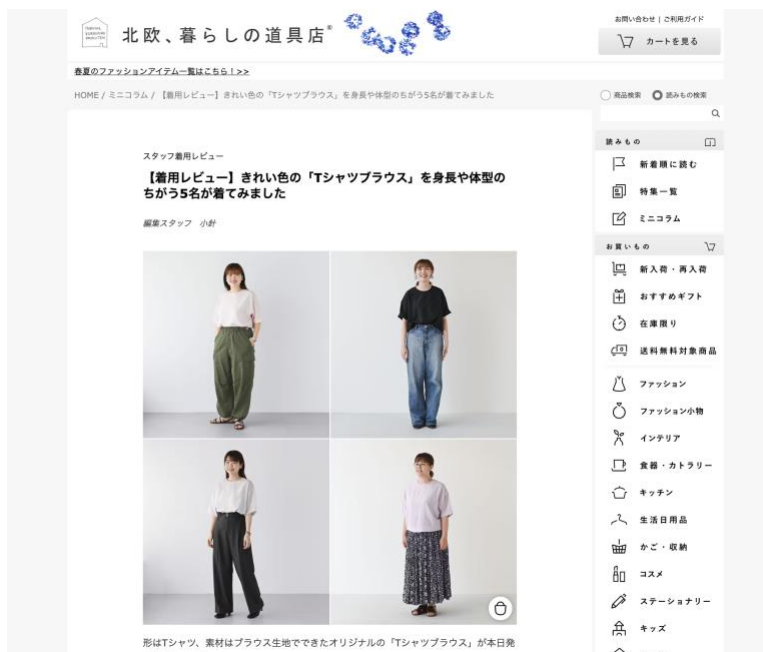 北欧、暮らしの道具店®
お問い合わせ | ご利用ガイド
カートを見る
春夏のファッションアイテム一覧はこちら！>>
HOME / ミニコラム / 【着用レビュー】きれい色の「Tシャツブラウス」を身長や体型のちがう5名が着てみました
商品検索 読みもの検索
スタッフ着用レビュー
【着用レビュー】きれい色の「Tシャツブラウス」を身長や体型の
ちがう5名が着てみました
編集スタッフ 小針
形はTシャツ、素材はブラウス生地でできたオリジナルの「Tシャツブラウス」が本日発
読みもの
新着順に読む
特集一覧
ミニコラム
お買いもの
新入荷・再入荷
おすすめギフト
在庫限り
送料無料対象商品
ファッション
ファッション小物
インテリア
食器・カトラリー
キッチン
生活日用品
かご・収納
コスメ
ステーショナリー
キッズ